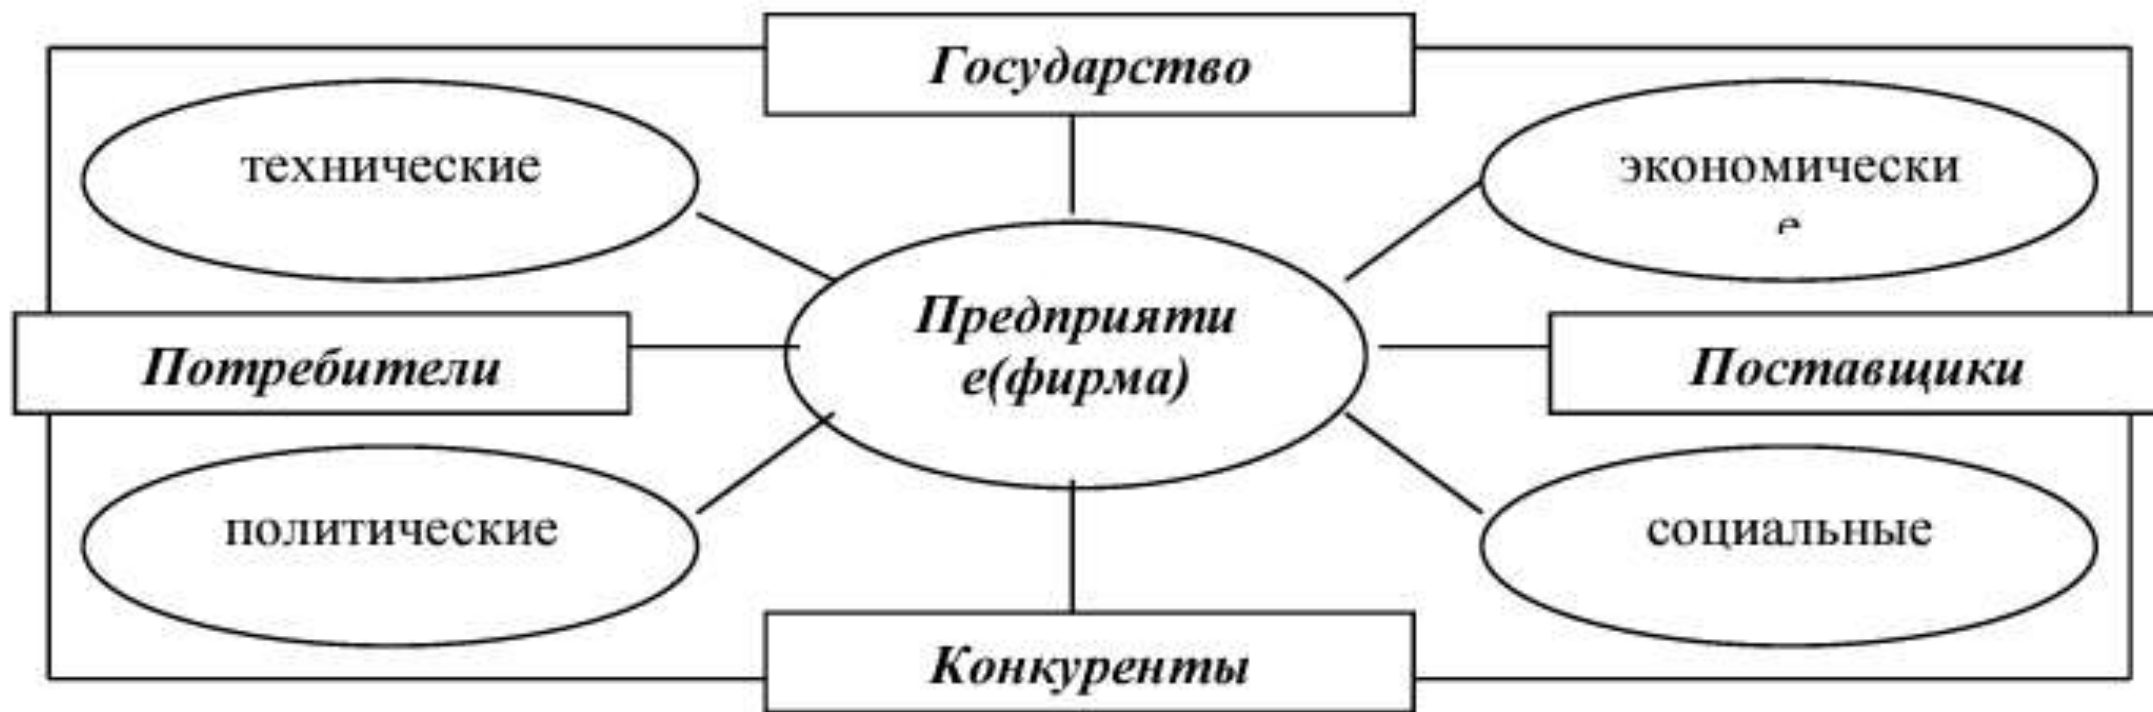 Государство
технические
экономически
е
Предприяти
е(фирма)
Потребители
Поставщики
политические
социальные
Конкуренты